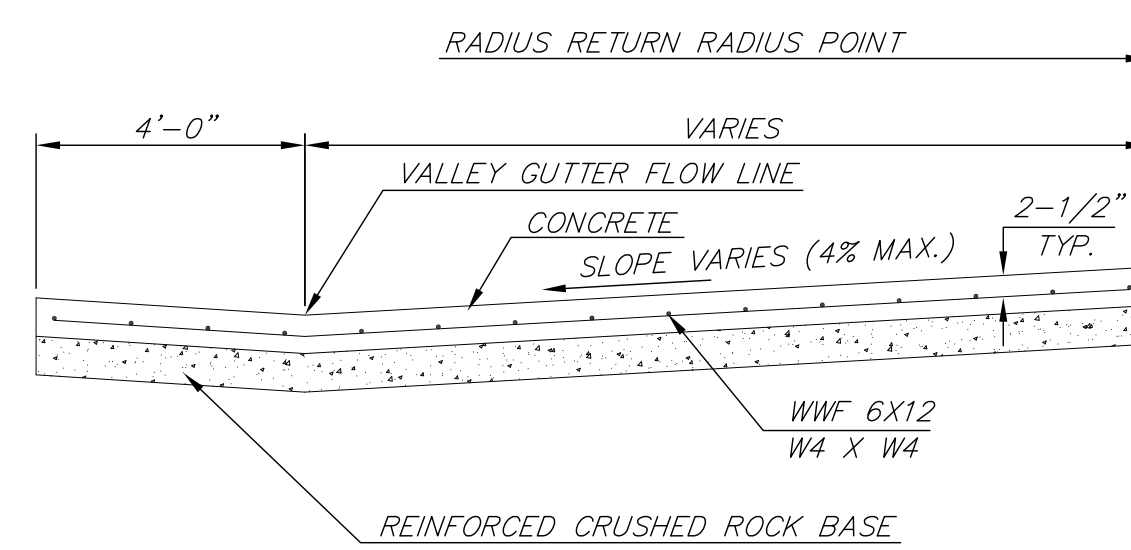 RADIUS RETURN RADIUS POINT
4'-0"
VARIES
VALLEY GUTTER FLOW LINE
CONCRETE
2-1/2"
TYP.
SLOPE VARIES (4% MAX.)
WWF 6X12
W4 X W4
REINFORCED CRUSHED ROCK BASE